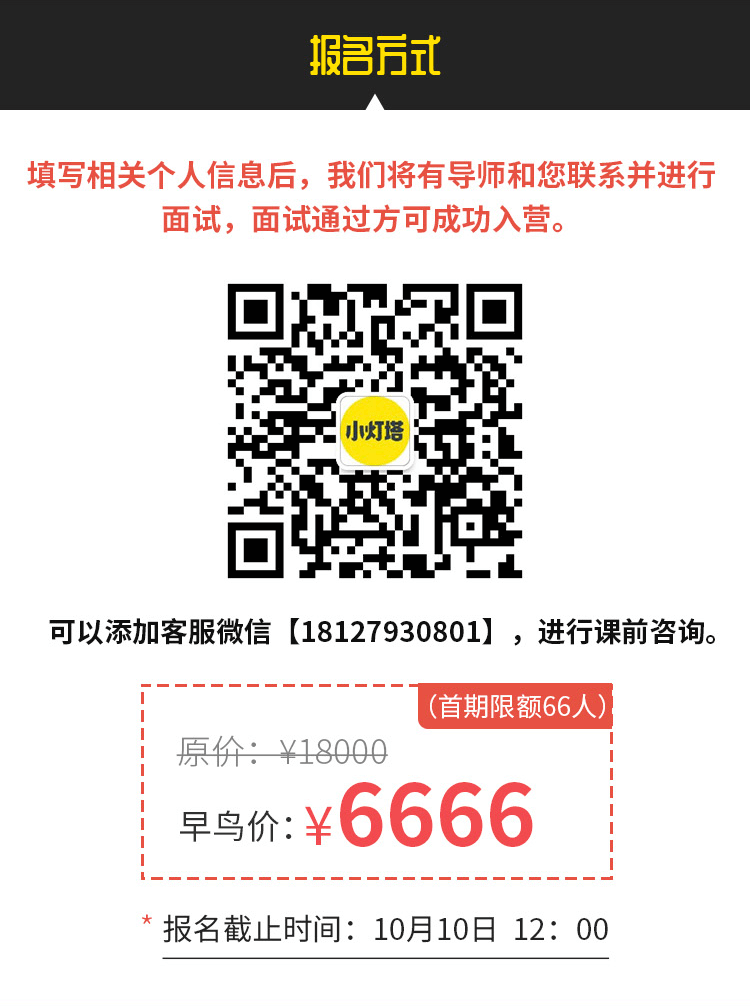 报名方式
填写相关个人信息后，我们将有导师和您联系并进行
面试，面试通过方可成功入营。
小灯塔
可以添加客服微信【18127930801】，进行课前咨询。
（首期限额66人）
原价：¥18000
早鸟价：¥6666
* 报名截止时间：10月10日 12：00